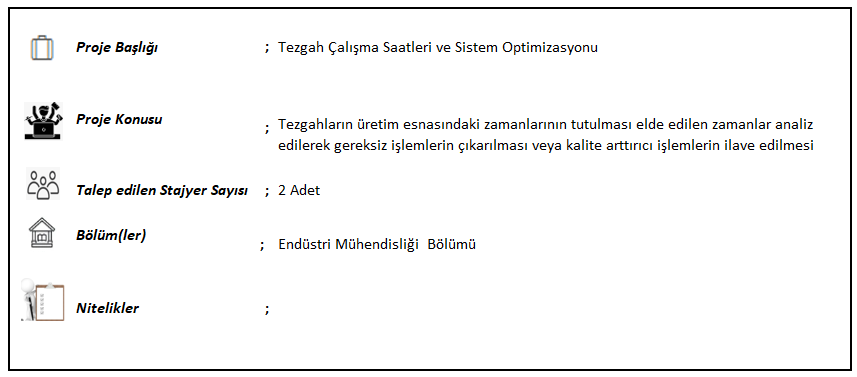 Proje Başlığı ; Tezgah Çalışma Saatleri ve Sistem Optimizasyonu
Proje Konusu ; Tezgahların üretim esnasındaki zamanlarının tutulması elde edilen zamanlar analiz
edilerek gereksiz işlemlerin çıkarılması veya kalite arttırıcı işlemlerin ilave edilmesi
Talep edilen Stajyer Sayısı ; 2 Adet
Bölüm(ler) ; Endüstri Mühendisliği Bölümü
Nitelikler ;